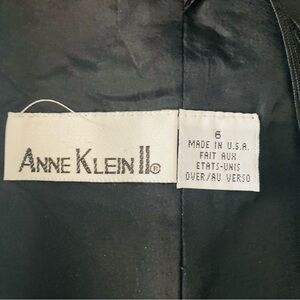 ANNE KLEIN II®
6
MADE IN U.S.A.
FAIT AUX
ETATS-UNIS
OVER/AU VERSO